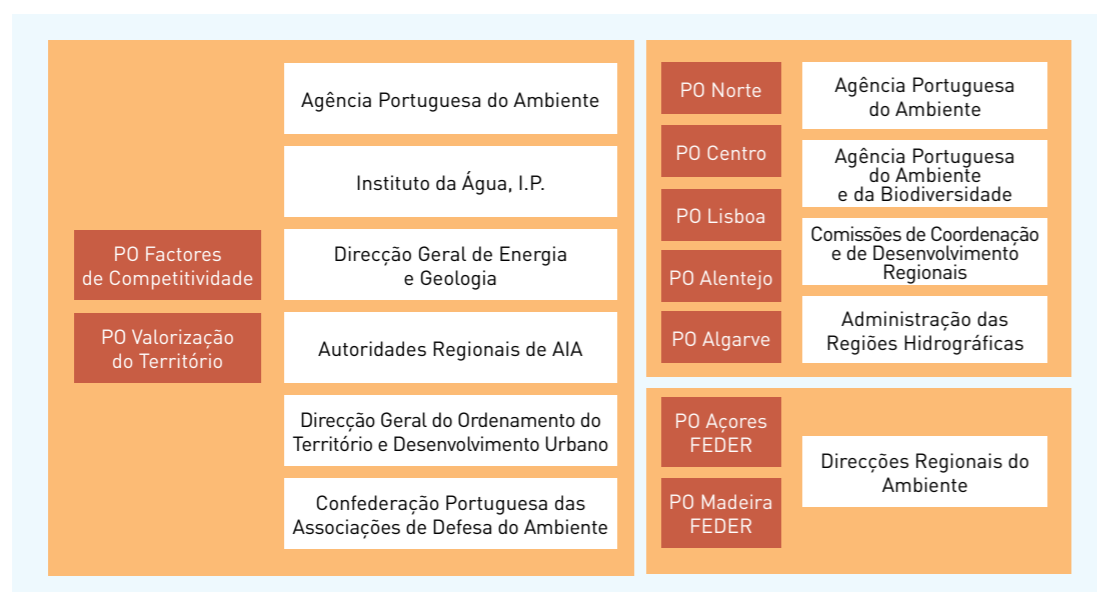 PO Factores
de Competitividade
PO Valorização
do Território
Agência Portuguesa do Ambiente
Instituto da Água, I.P.
Direcção Geral de Energia
e Geologia
Autoridades Regionais de AIA
Direcção Geral do Ordenamento do
Território e Desenvolvimento Urbano
Confederação Portuguesa das
Associações de Defesa do Ambiente
PO Norte
PO Centro
PO Lisboa
PO Alentejo
PO Algarve
Agência Portuguesa
do Ambiente
Agência Portuguesa
do Ambiente
e da Biodiversidade
Comissões de Coordenação
e de Desenvolvimento
Regionais
Administração das
Regiões Hidrográficas
PO Açores
FEDER
PO Madeira
FEDER
Direcções Regionais do
Ambiente